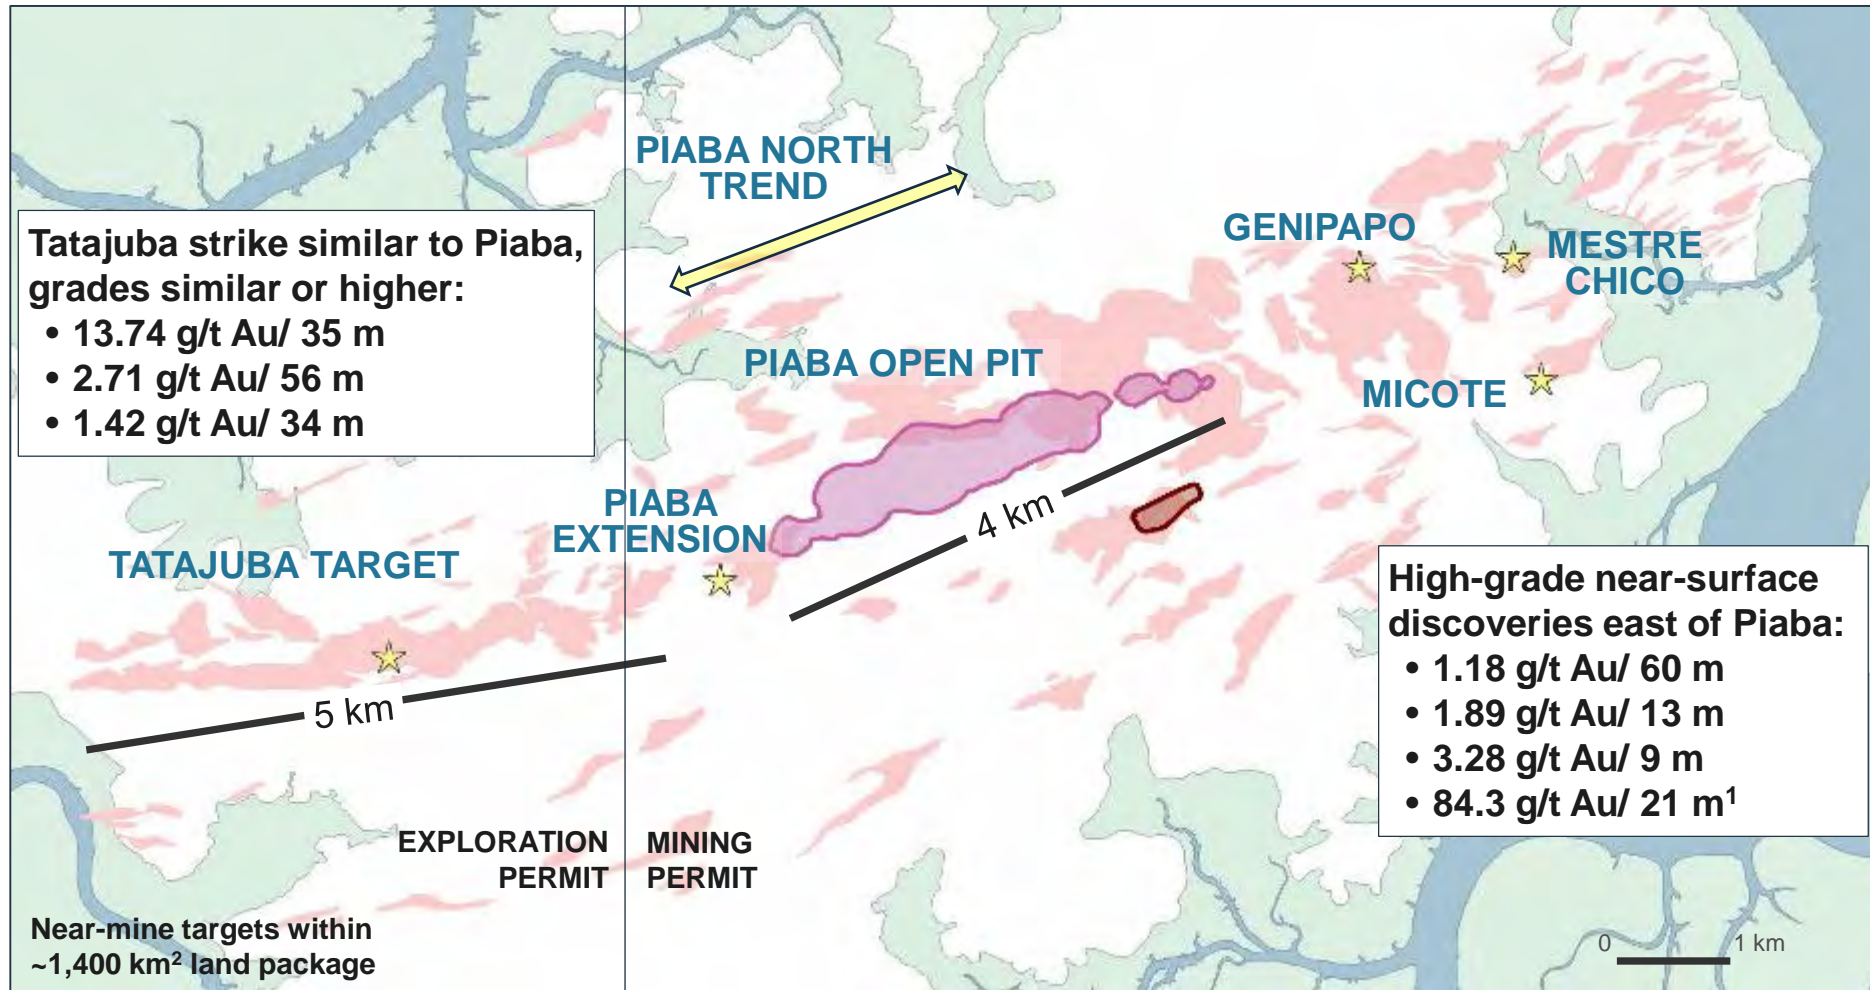 PIABA NORTH
TREND
Tatajuba strike similar to Piaba,
grades similar or higher:
• 13.74 g/t Au/ 35 m
• 2.71 g/t Au/ 56 m
• 1.42 g/t Au/ 34 m
GENIPAPO
MESTRE
CHICO
PIABA OPEN PIT
MICOTE
PIABA
EXTENSION
4 km
TATAJUBA TARGET
5 km
High-grade near-surface
discoveries east of Piaba:
• 1.18 g/t Au/ 60 m
• 1.89 g/t Au/ 13 m
• 3.28 g/t Au/ 9 m
• 84.3 g/t Au/ 21 m¹
EXPLORATION
PERMIT
MINING
PERMIT
Near-mine targets within
~1,400 km² land package
0 1 km